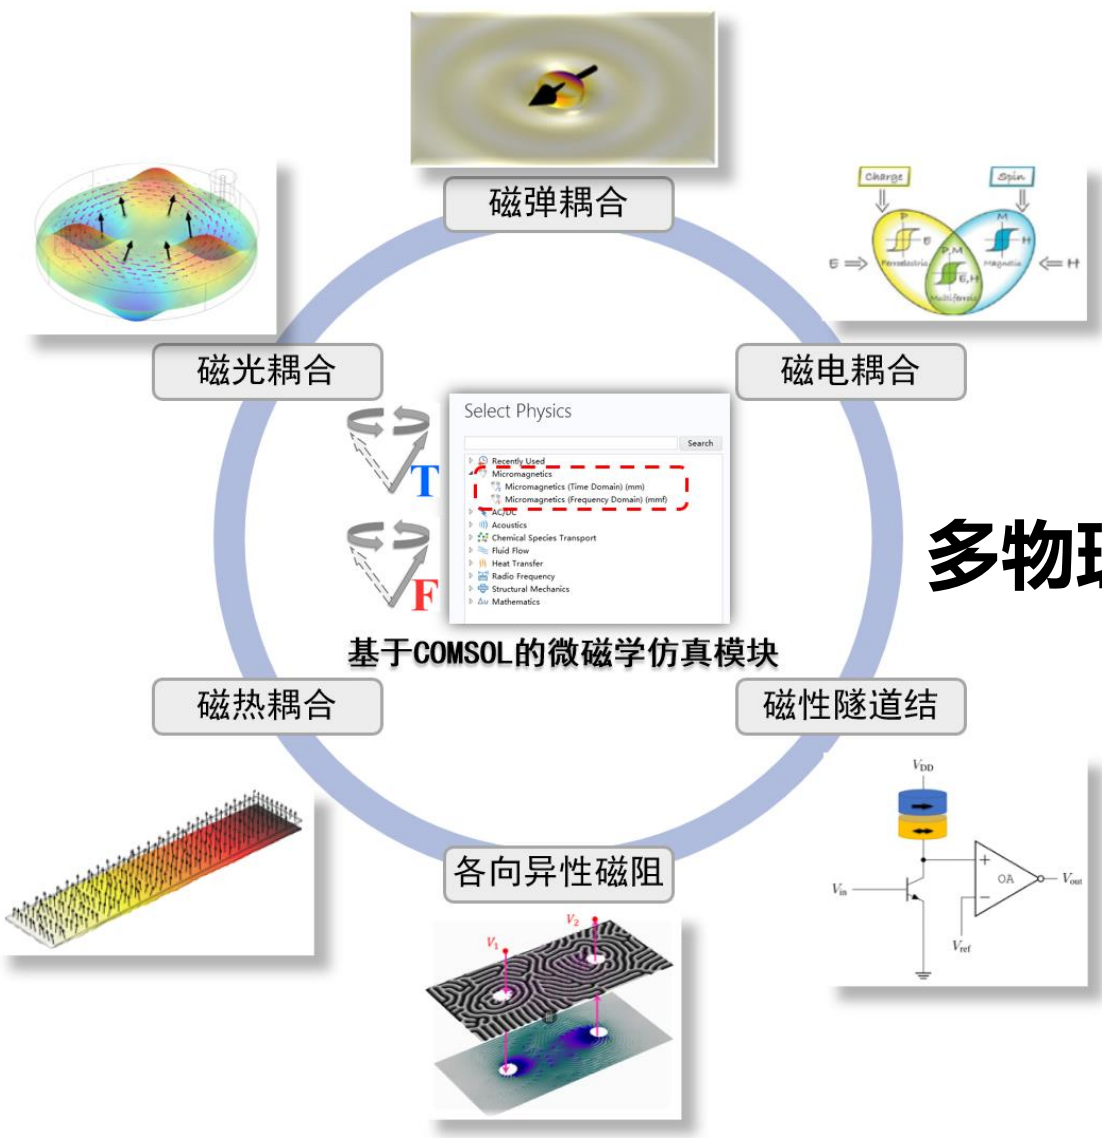 磁弹耦合
Charge
Spin
P
M
E
H
P,M
Ferroelectric
Magnetic
E
H
E,H
Multiferroic
磁光耦合
磁电耦合
Select Physics
Search
Recently Used
Micromagnetics
Micromagnetics (Time Domain) (mm)
Micromagnetics (Frequency Domain) (mmf)
AC/DC
Acoustics
Chemical Species Transport
Fluid Flow
Heat Transfer
Radio Frequency
Structural Mechanics
Δu Mathematics
T
F
多物
基于COMSOL的微磁学仿真模块
磁热耦合
磁性隧道结
VDD
Vin
OA
+
−
Vout
Vref
各向异性磁阻
V1
V2